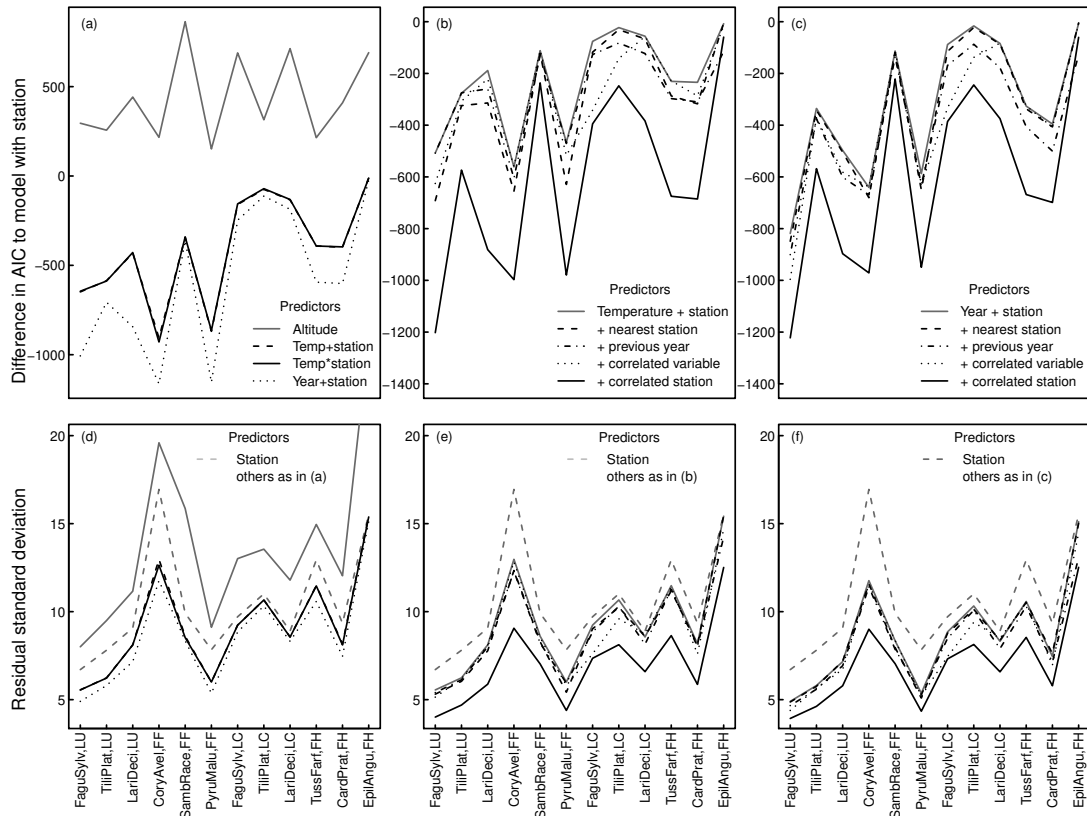 Difference in AIC to model with station
(a)
500
0
−500
−1000
Predictors
Altitude
Temp+station
Temp*station
Year+station
(b)
0
−200
−400
−600
−800
−1000
−1200
−1400
Predictors
Temperature + station
+ nearest station
+ previous year
+ correlated variable
+ correlated station
(c)
0
−200
−400
−600
−800
−1000
−1200
−1400
Predictors
Year + station
+ nearest station
+ previous year
+ correlated variable
+ correlated station
Residual standard deviation
(d)
20
15
10
5
Predictors
Station
others as in (a)
FaguSylv,LU
TiliPlat,LU
LariDeci,LU
CoryAvel,FF
SambRace,FF
PyruMalu,FF
FaguSylv,LC
TiliPlat,LC
LariDeci,LC
TussFarf,FH
CardPrat,FH
EpilAngu,FH
(e)
20
15
10
5
Predictors
Station
others as in (b)
FaguSylv,LU
TiliPlat,LU
LariDeci,LU
CoryAvel,FF
SambRace,FF
PyruMalu,FF
FaguSylv,LC
TiliPlat,LC
LariDeci,LC
TussFarf,FH
CardPrat,FH
EpilAngu,FH
(f)
20
15
10
5
Predictors
Station
others as in (c)
FaguSylv,LU
TiliPlat,LU
LariDeci,LU
CoryAvel,FF
SambRace,FF
PyruMalu,FF
FaguSylv,LC
TiliPlat,LC
LariDeci,LC
TussFarf,FH
CardPrat,FH
EpilAngu,FH